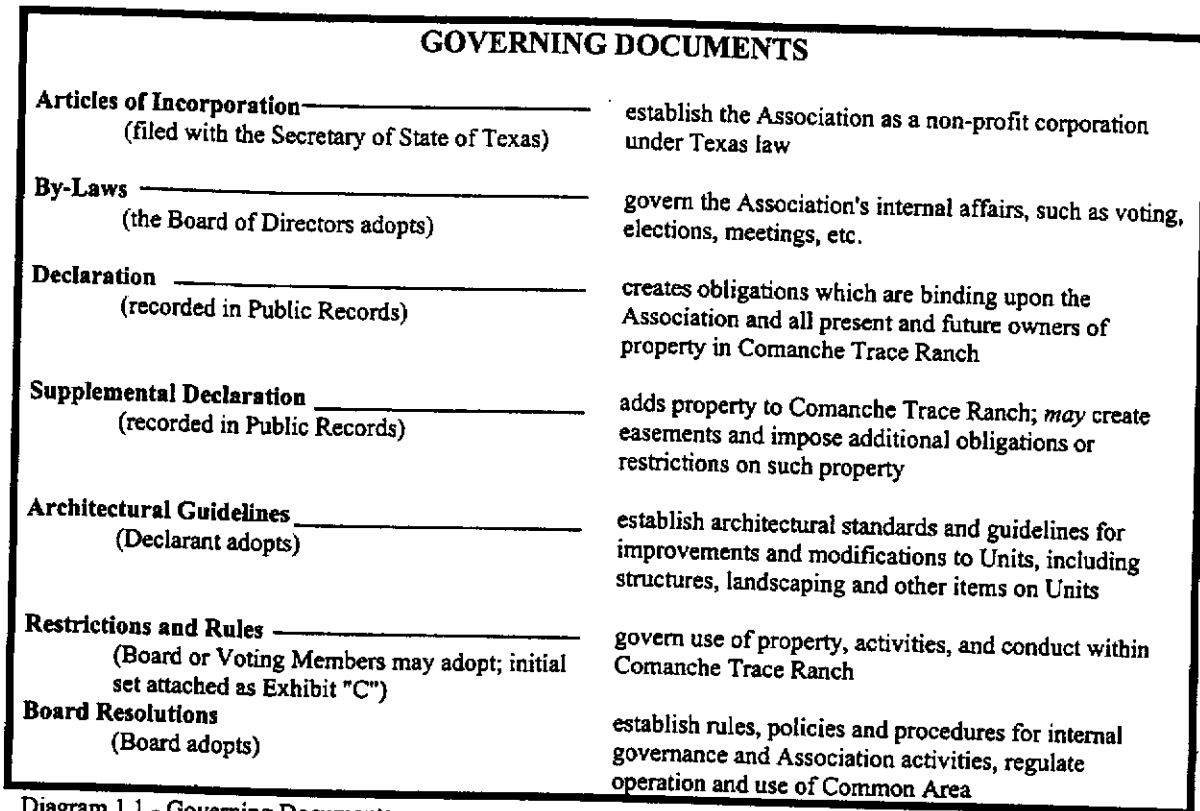 GOVERNING DOCUMENTS
Articles of Incorporation
(filed with the Secretary of State of Texas)
establish the Association as a non-profit corporation
under Texas law
By-Laws
(the Board of Directors adopts)
govern the Association's internal affairs, such as voting,
elections, meetings, etc.
Declaration
(recorded in Public Records)
creates obligations which are binding upon the
Association and all present and future owners of
property in Comanche Trace Ranch
Supplemental Declaration
(recorded in Public Records)
adds property to Comanche Trace Ranch; may create
easements and impose additional obligations or
restrictions on such property
Architectural Guidelines
(Declarant adopts)
establish architectural standards and guidelines for
improvements and modifications to Units, including
structures, landscaping and other items on Units
Restrictions and Rules
(Board or Voting Members may adopt; initial
set attached as Exhibit "C")
govern use of property, activities, and conduct within
Comanche Trace Ranch
Board Resolutions
(Board adopts)
establish rules, policies and procedures for internal
governance and Association activities, regulate
operation and use of Common Area
Diagram 1.1 - Governing Documents